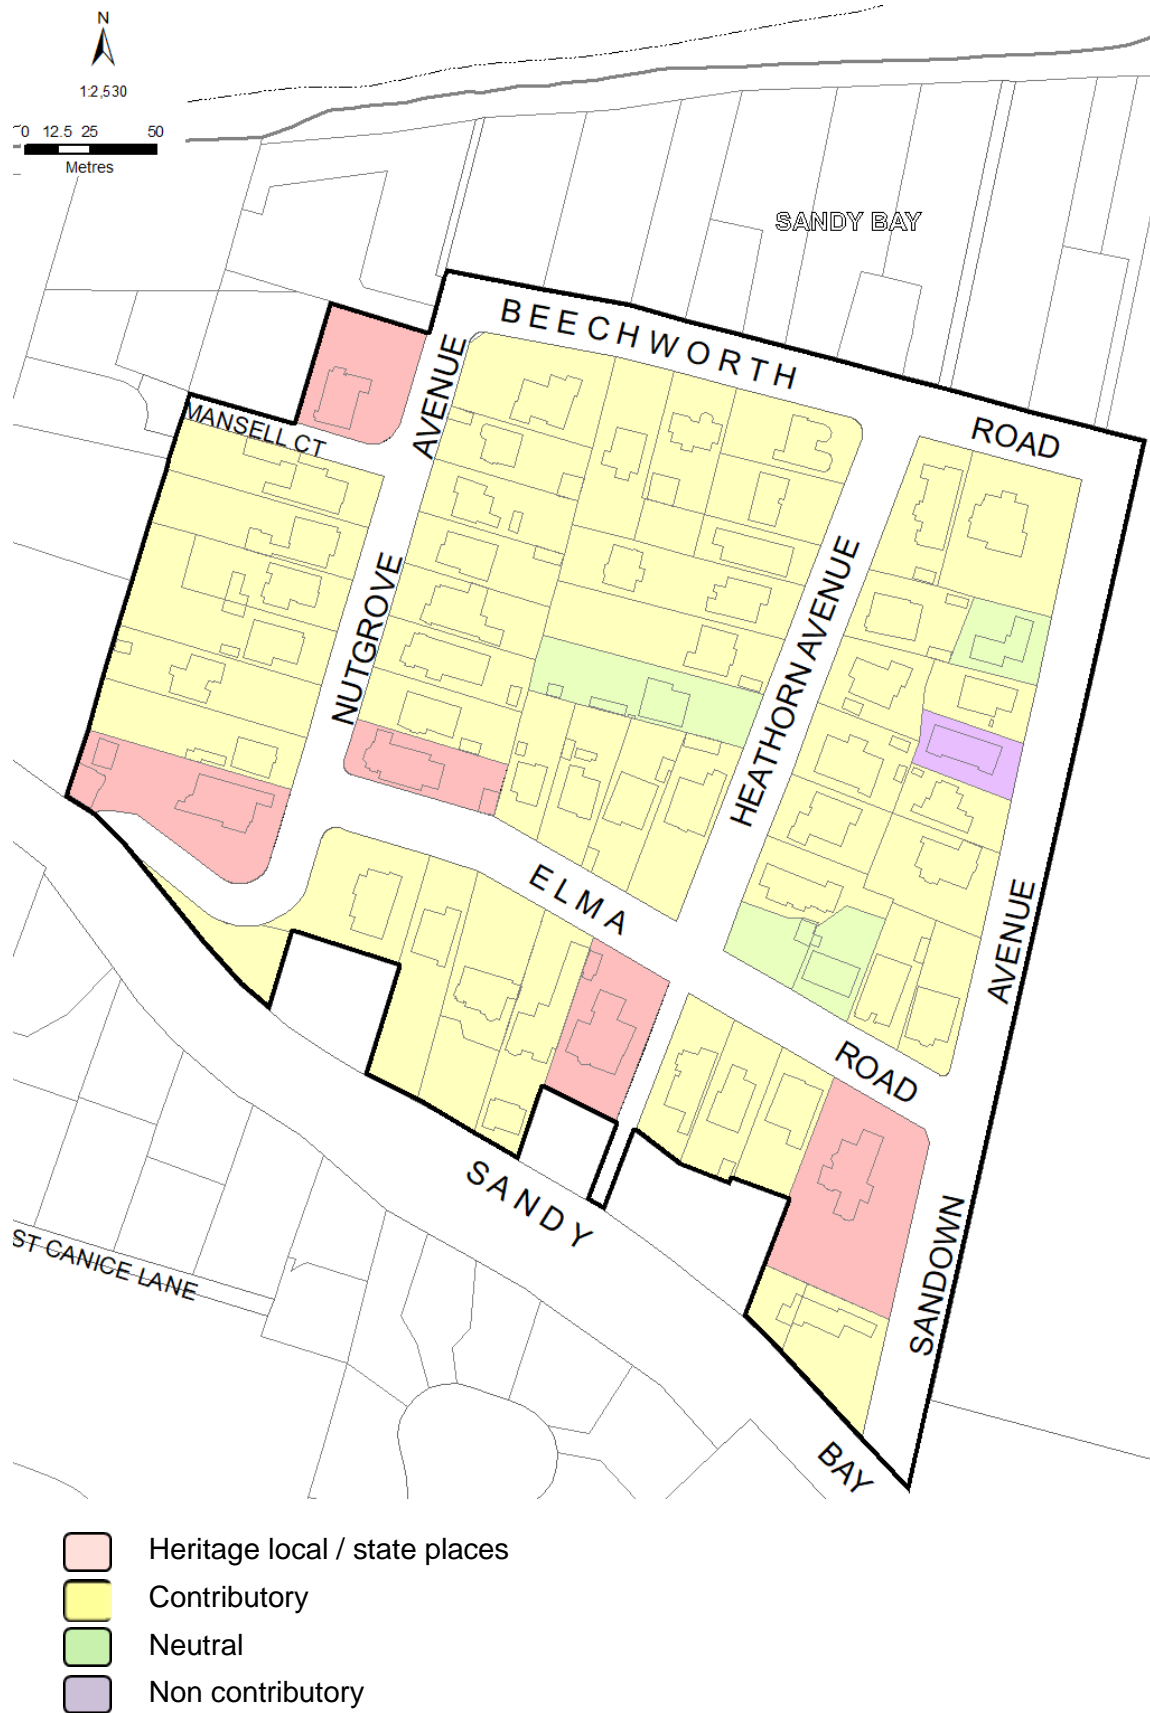 N
1:2,530
0 12.5 25 50
Metres
SANDY BAY
BEECHWORTH
ROAD
AVENUE
MANSELL CT
NUTGROVE
HEATHORN AVENUE
ELMA
AVENUE
ROAD
SANDY
SANDOWN
ST CANICE LANE
BAY
Heritage local / state places
Contributory
Neutral
Non contributory